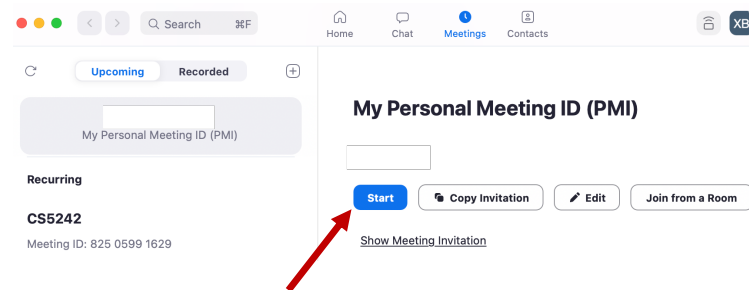 Search ⌘F
Home
Chat
Meetings
Contacts
XB
Upcoming
Recorded
My Personal Meeting ID (PMI)
Recurring
CS5242
Meeting ID: 825 0599 1629
My Personal Meeting ID (PMI)
Start
Copy Invitation
Edit
Join from a Room
Show Meeting Invitation